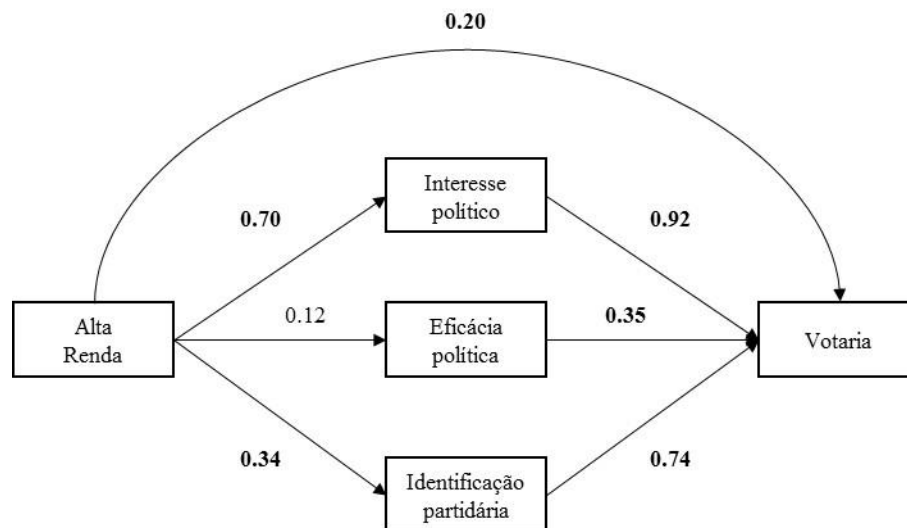 0.20
Interesse
político
0.70
0.92
Alta
Renda
0.12
Eficácia
política
0.35
Votaria
0.34
0.74
Identificação
partidária